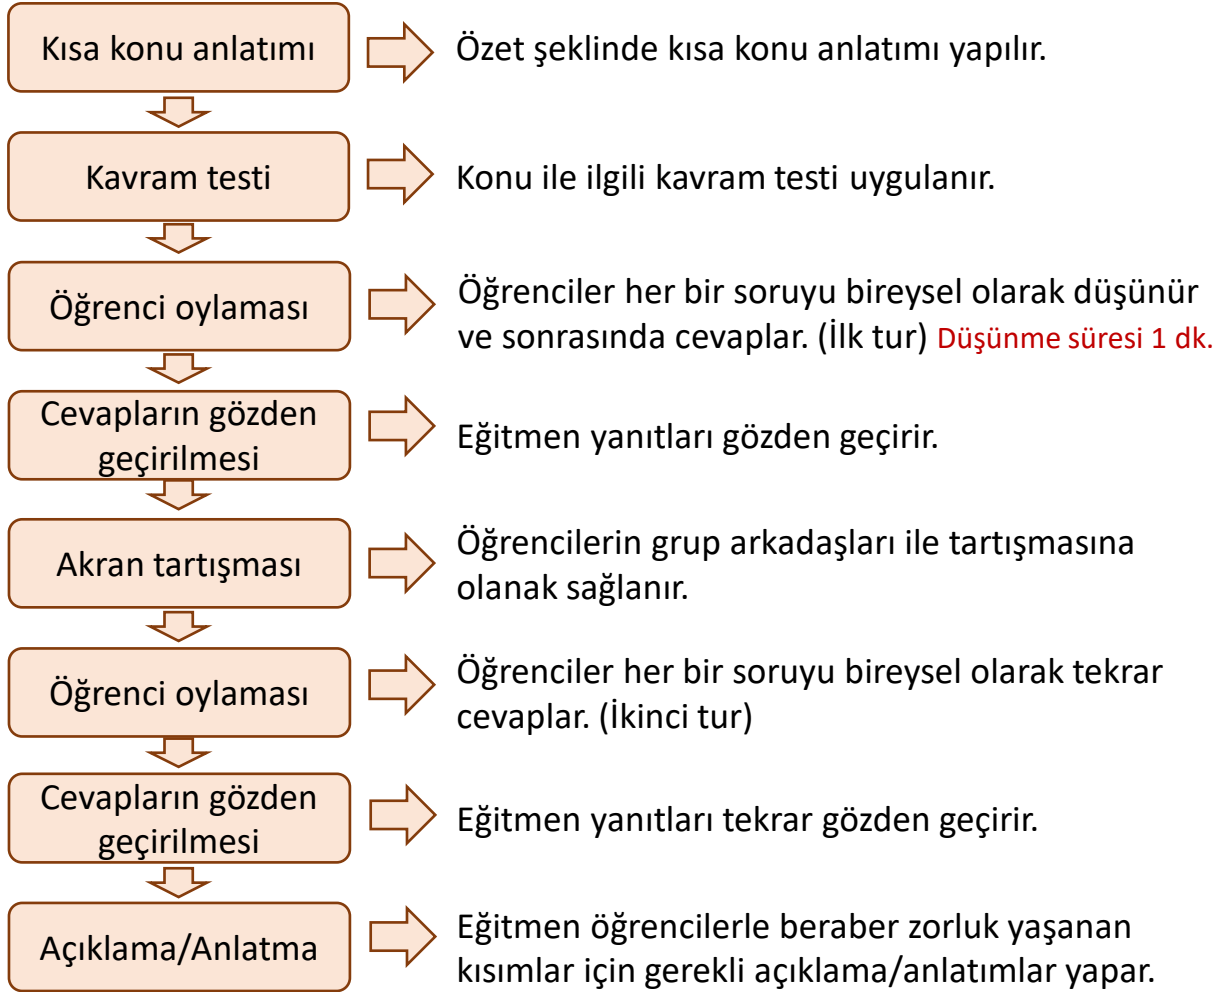 Kısa konu anlatımı
Özet şeklinde kısa konu anlatımı yapılır.
Kavram testi
Konu ile ilgili kavram testi uygulanır.
Öğrenci oylaması
Öğrenciler her bir soruyu bireysel olarak düşünür
ve sonrasında cevaplar. (İlk tur) Düşünme süresi 1 dk.
Cevapların gözden
geçirilmesi
Eğitmen yanıtları gözden geçirir.
Akran tartışması
Öğrencilerin grup arkadaşları ile tartışmasına
olanak sağlanır.
Öğrenci oylaması
Öğrenciler her bir soruyu bireysel olarak tekrar
cevaplar. (İkinci tur)
Cevapların gözden
geçirilmesi
Eğitmen yanıtları tekrar gözden geçirir.
Açıklama/Anlatma
Eğitmen öğrencilerle beraber zorluk yaşanan
kısımlar için gerekli açıklama/anlatımlar yapar.